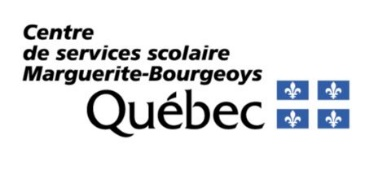 Centre
de services scolaire
Marguerite-Bourgeoys
Québec